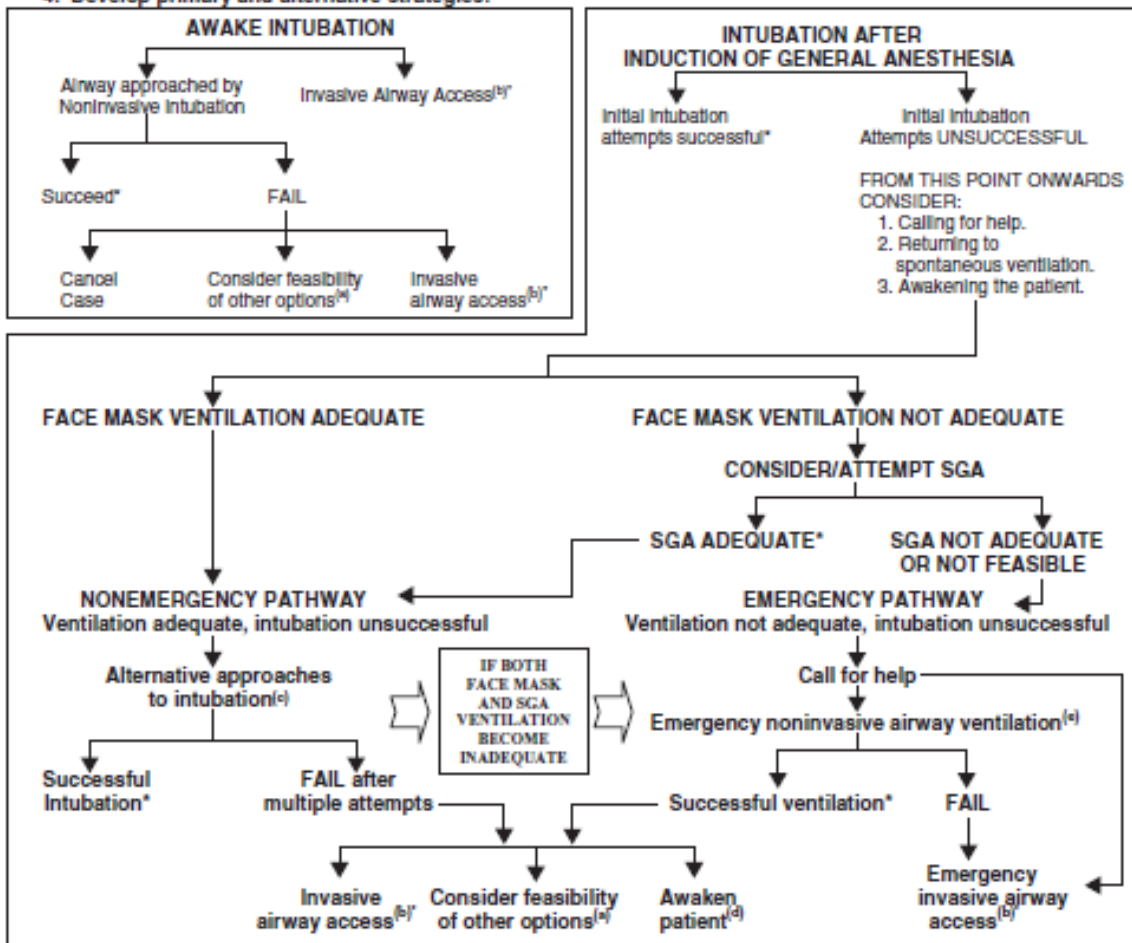 4. Develop primary and alternative strategies:
AWAKE INTUBATION
Airway approached by
Noninvasive Intubation
Invasive Airway Access(b)*
Succeed*
FAIL
Cancel
Case
Consider feasibility
of other options(a)
Invasive
airway access(b)*
INTUBATION AFTER
INDUCTION OF GENERAL ANESTHESIA
Initial Intubation
attempts successful*
Initial Intubation
Attempts UNSUCCESSFUL
FROM THIS POINT ONWARDS
CONSIDER:
1. Calling for help.
2. Returning to
spontaneous ventilation.
3. Awakening the patient.
FACE MASK VENTILATION ADEQUATE
FACE MASK VENTILATION NOT ADEQUATE
CONSIDER/ATTEMPT SGA
SGA ADEQUATE*
SGA NOT ADEQUATE
OR NOT FEASIBLE
NONEMERGENCY PATHWAY
Ventilation adequate, intubation unsuccessful
EMERGENCY PATHWAY
Ventilation not adequate, intubation unsuccessful
Alternative approaches
to intubation(c)
IF BOTH
FACE MASK
AND SGA
VENTILATION
BECOME
INADEQUATE
Call for help
Emergency noninvasive airway ventilation(e)
Successful
Intubation*
FAIL after
multiple attempts
Successful ventilation*
FAIL
Invasive
airway access(b)*
Consider feasibility
of other options(a)
Awaken
patient(d)
Emergency
invasive airway
access(b)*